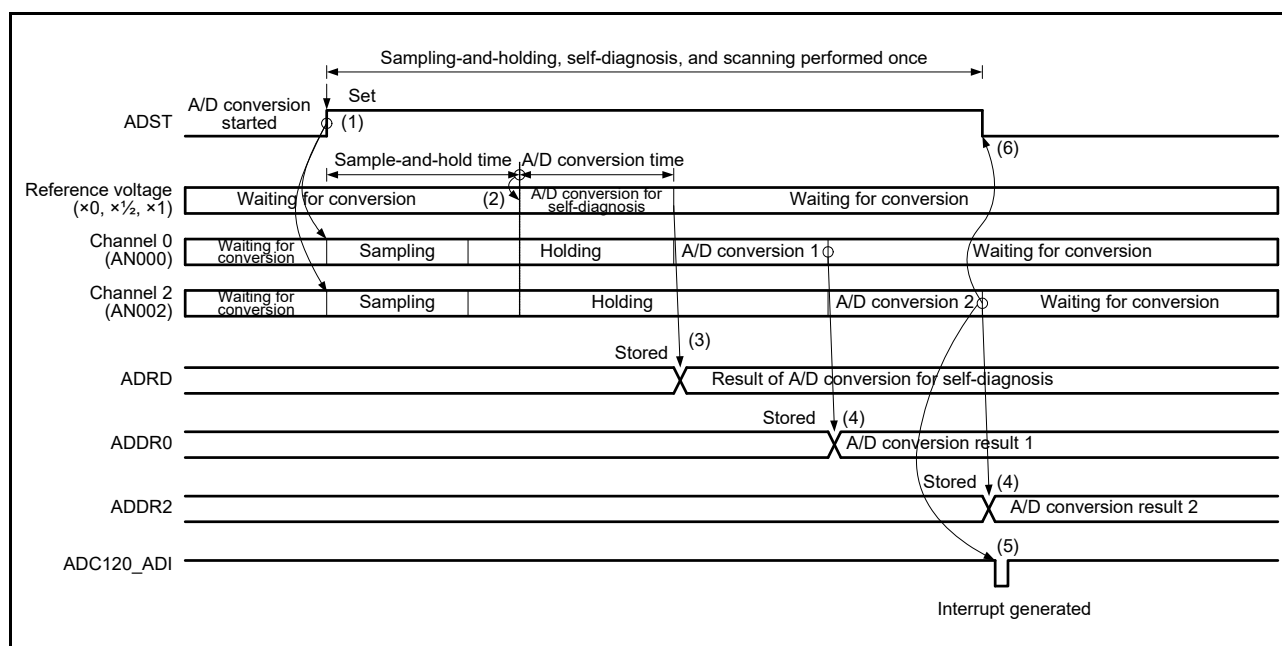 Sampling-and-holding, self-diagnosis, and scanning performed once
A/D conversion
started
Set
ADST
(1)
(6)
Sample-and-hold time
A/D conversion time
Reference voltage
(×0, ×½, ×1)
Waiting for conversion
(2)
A/D conversion for
self-diagnosis
Waiting for conversion
Channel 0
(AN000)
Waiting for
conversion
Sampling
Holding
A/D conversion 1
Waiting for conversion
Channel 2
(AN002)
Waiting for
conversion
Sampling
Holding
A/D conversion 2
Waiting for conversion
Stored
(3)
ADRD
Result of A/D conversion for self-diagnosis
Stored
(4)
ADDR0
A/D conversion result 1
Stored
(4)
ADDR2
A/D conversion result 2
(5)
ADC120_ADI
Interrupt generated